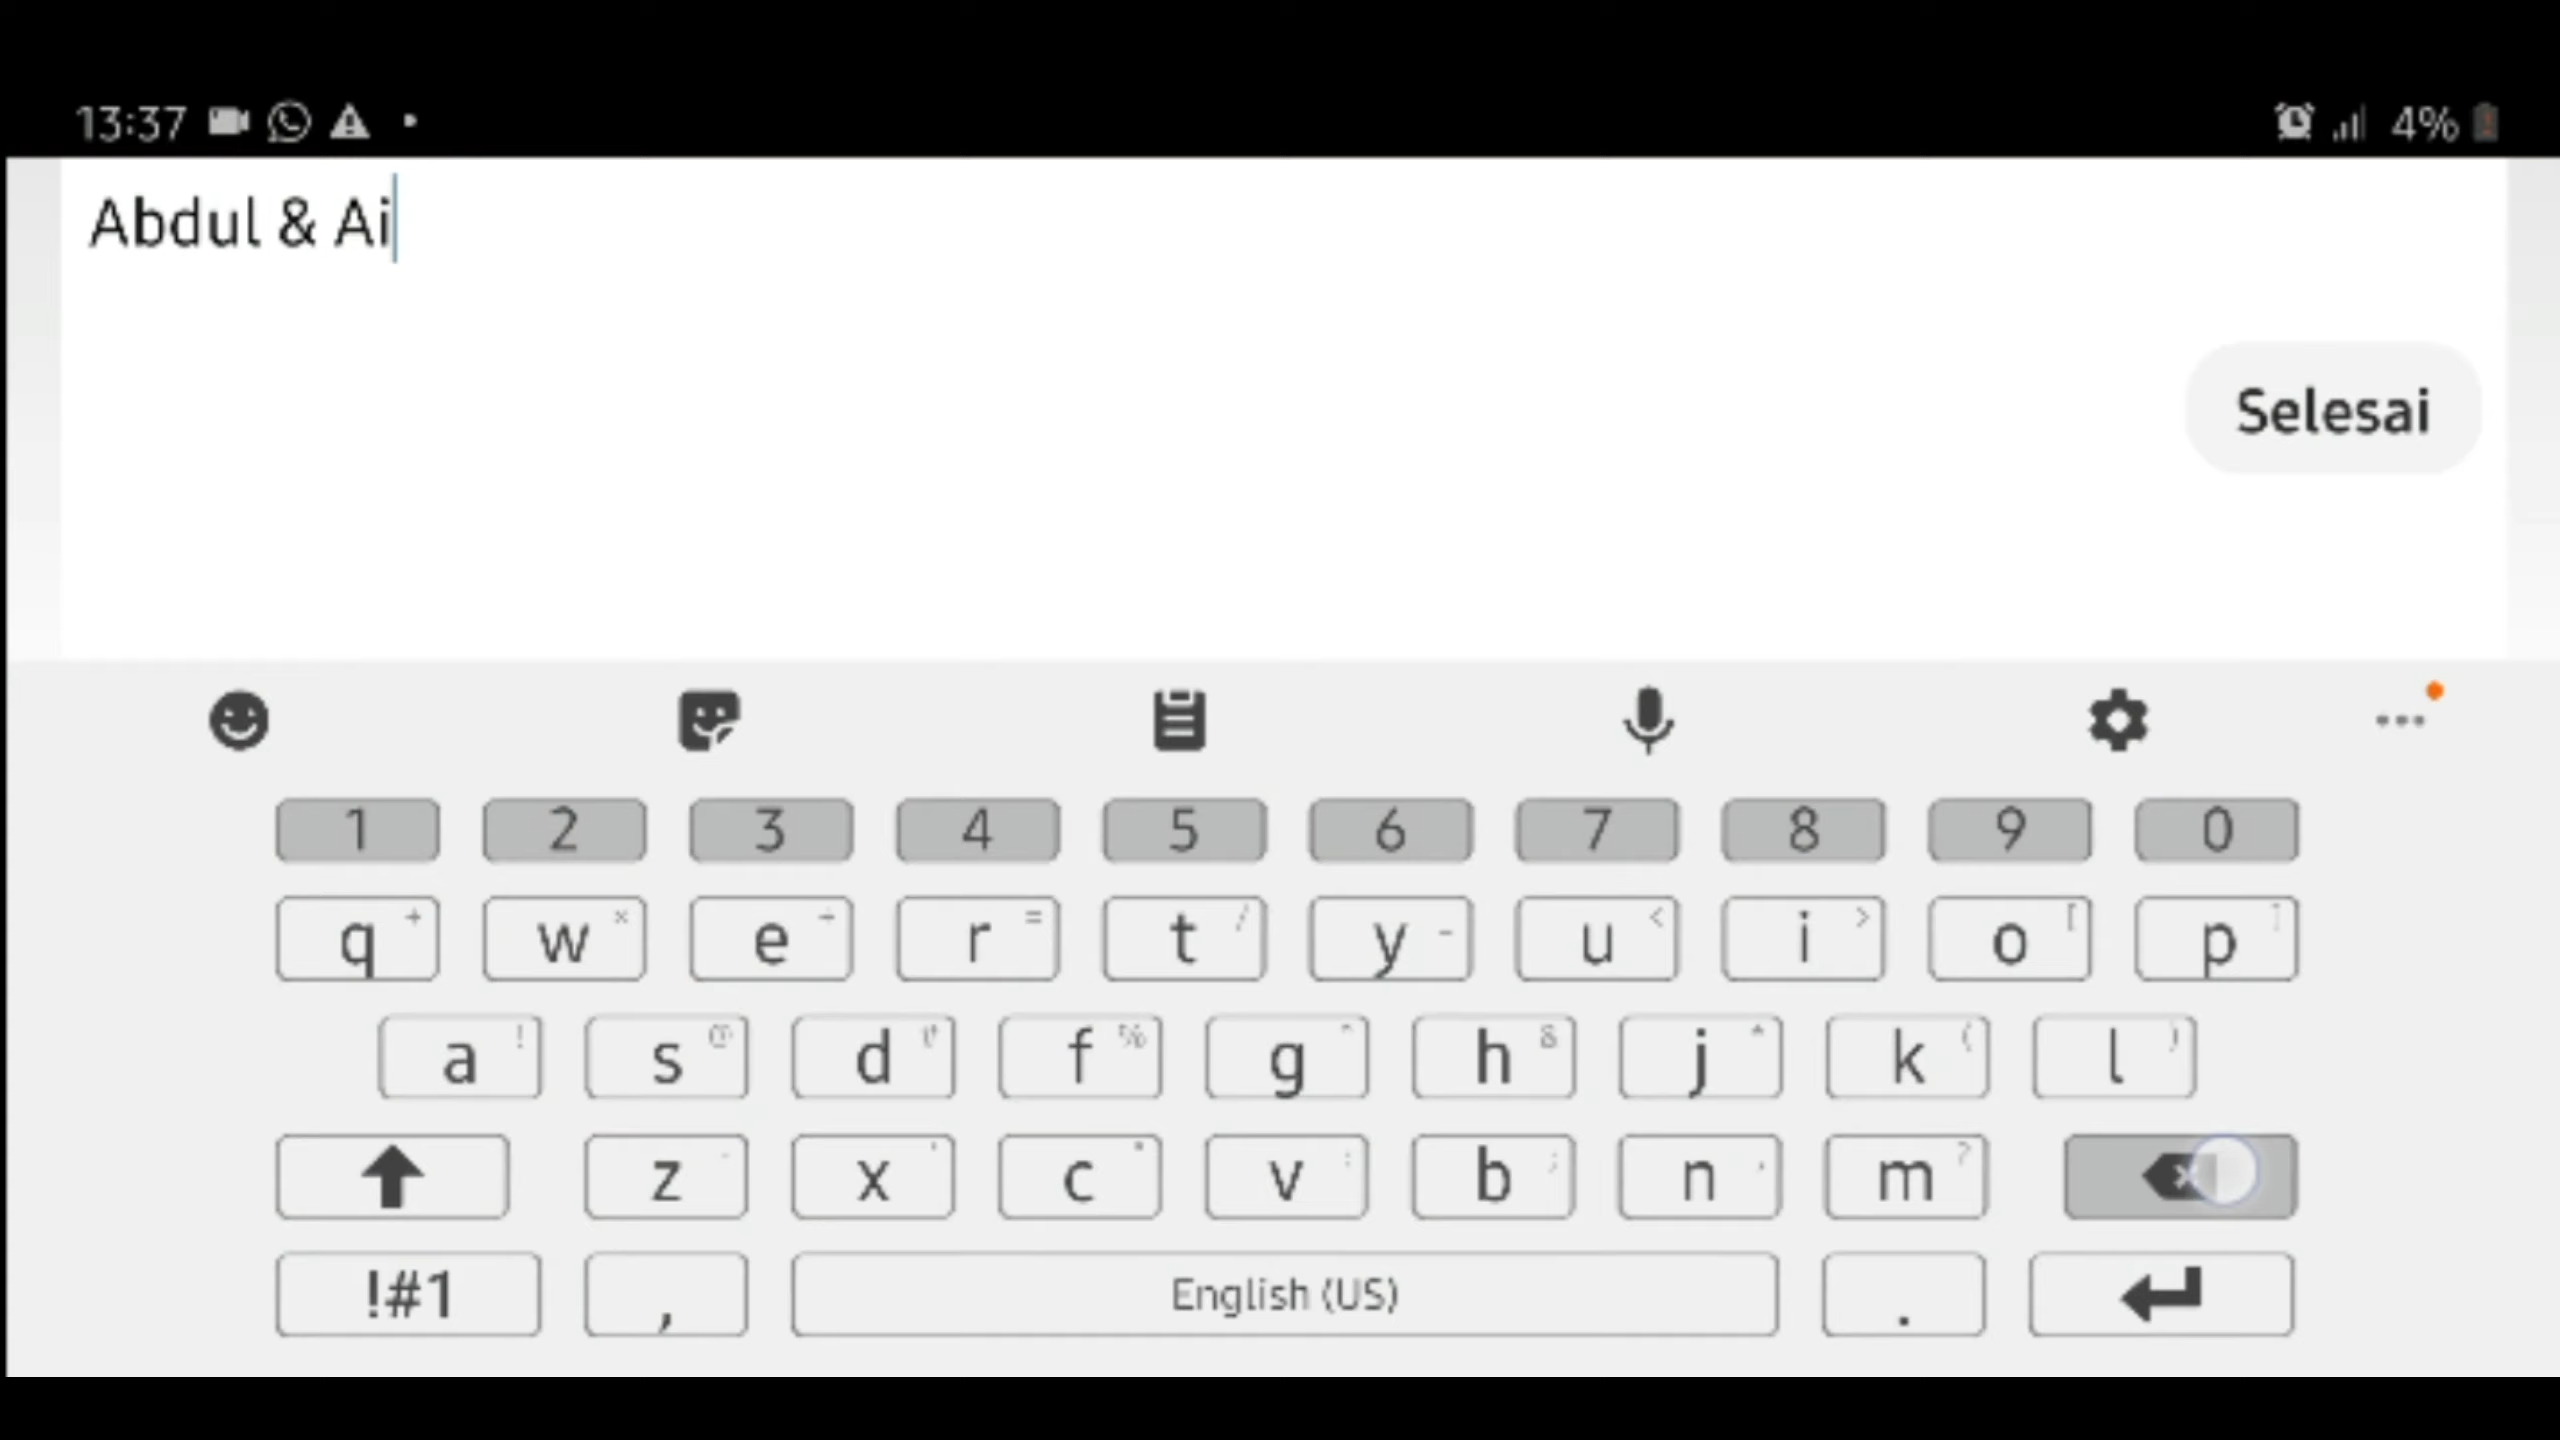 13:37 4%
Abdul & Ai
Selesai
1 2 3 4 5 6 7 8 9 0
q w e r t y u i o p
a s d f g h j k l
z x c v b n m
!#1 , English (US) .